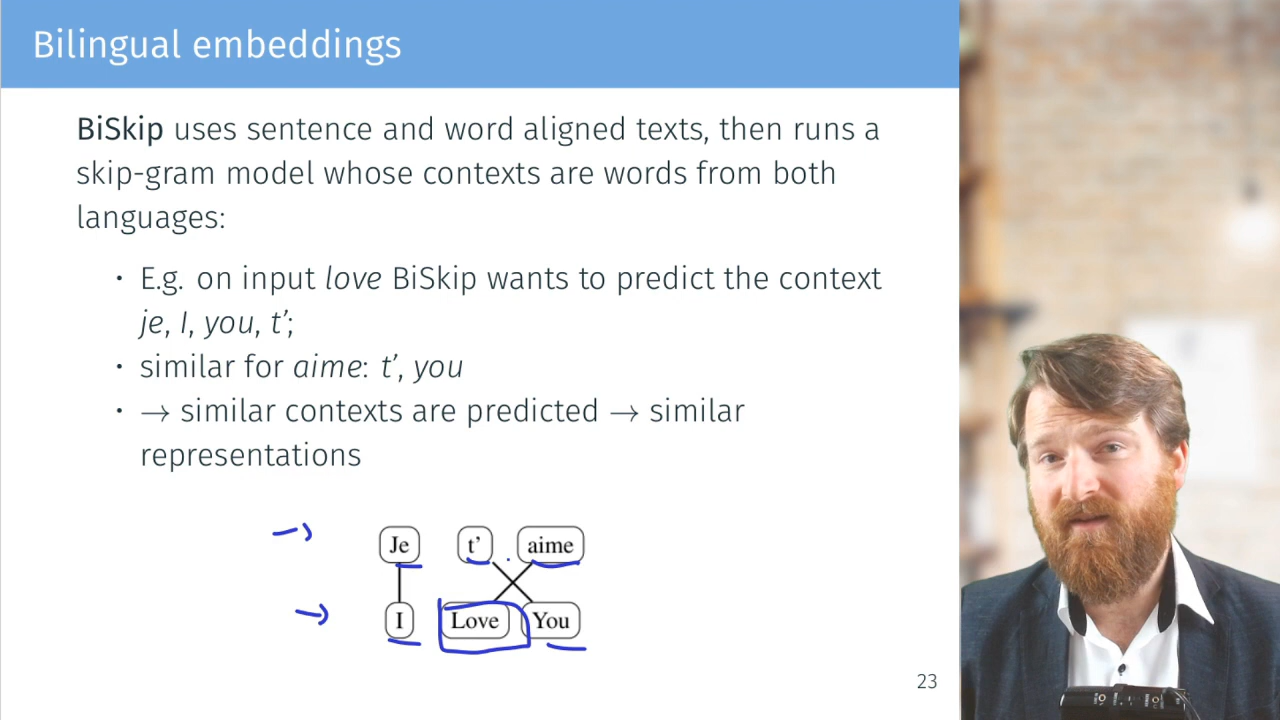 Bilingual embeddings
BiSkip uses sentence and word aligned texts, then runs a
skip-gram model whose contexts are words from both
languages:
· E.g. on input love BiSkip wants to predict the context
je, I, you, t’;
· similar for aime: t’, you
· → similar contexts are predicted → similar
representations
Je t’ aime
I Love You
23